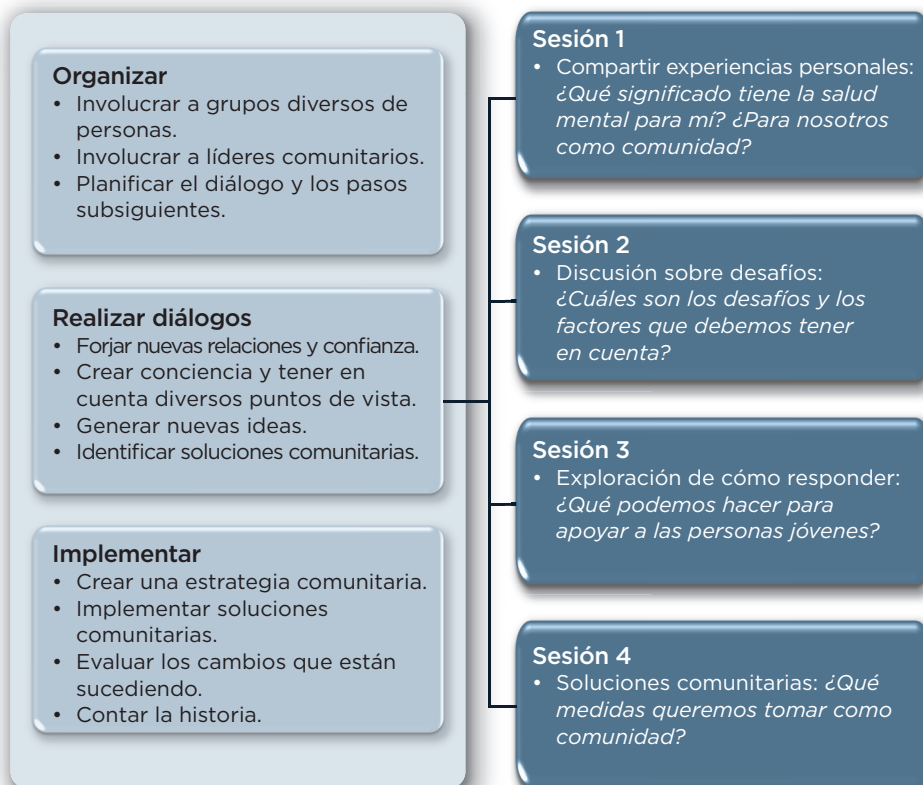 Organizar
• Involucrar a grupos diversos de
personas.
• Involucrar a líderes comunitarios.
• Planificar el diálogo y los pasos
subsiguientes.
Realizar diálogos
• Forjar nuevas relaciones y confianza.
• Crear conciencia y tener en
cuenta diversos puntos de vista.
• Generar nuevas ideas.
• Identificar soluciones comunitarias.
Implementar
• Crear una estrategia comunitaria.
• Implementar soluciones
comunitarias.
• Evaluar los cambios que están
sucediendo.
• Contar la historia.
Sesión 1
• Compartir experiencias personales:
¿Qué significado tiene la salud
mental para mí? ¿Para nosotros
como comunidad?
Sesión 2
• Discusión sobre desafíos:
¿Cuáles son los desafíos y los
factores que debemos tener
en cuenta?
Sesión 3
• Exploración de cómo responder:
¿Qué podemos hacer para
apoyar a las personas jóvenes?
Sesión 4
• Soluciones comunitarias: ¿Qué
medidas queremos tomar como
comunidad?